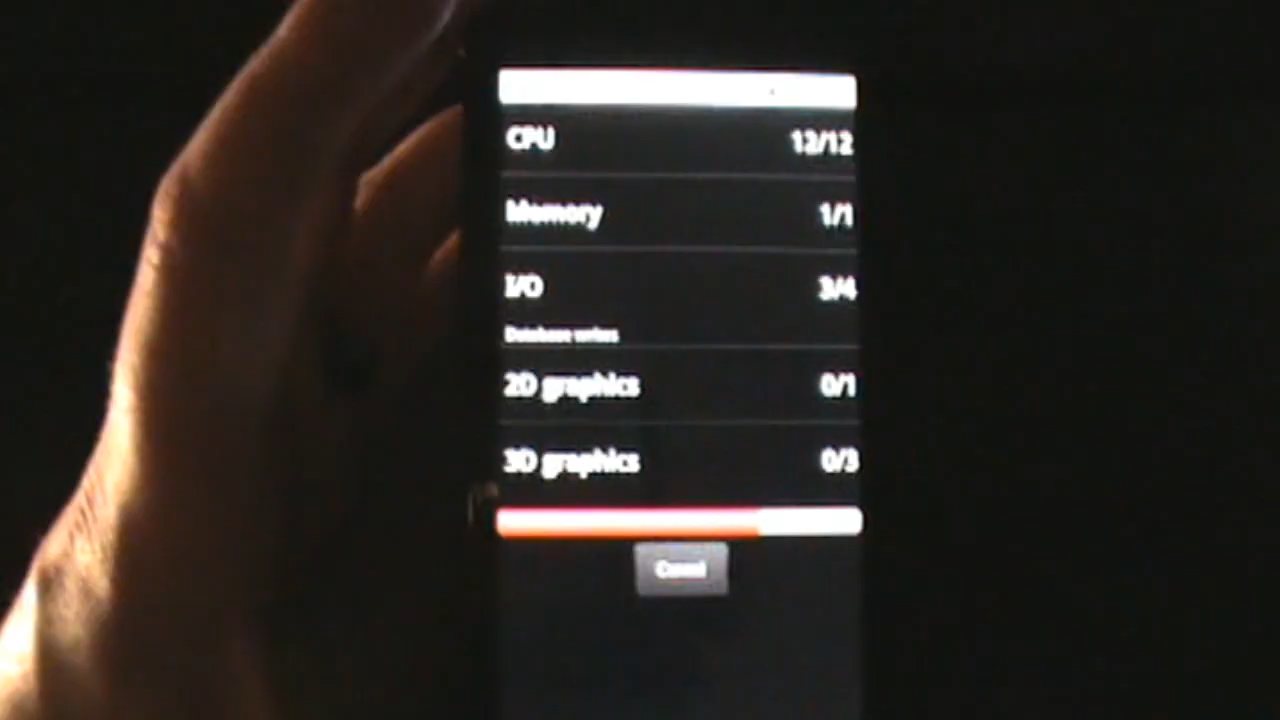 CPU 12/12
Memory 1/1
I/O 3/4
Database writes
2D graphics 0/1
3D graphics 0/3
Cancel